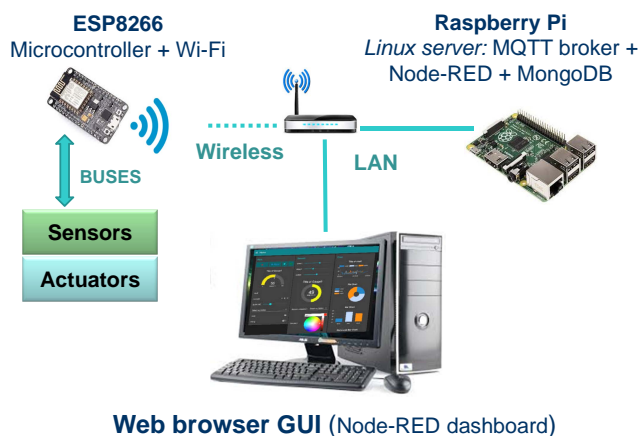 ESP8266
Microcontroller + Wi-Fi
Raspberry Pi
Linux server: MQTT broker +
Node-RED + MongoDB
Wireless
LAN
BUSES
Sensors
Actuators
Web browser GUI (Node-RED dashboard)